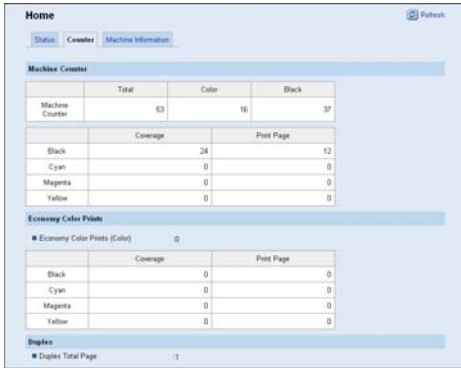 Home
Refresh
Status Counter Machine Information
Machine Counter
Total Color Black
Machine Counter 53 16 37
Coverage Print Page
Black 24 12
Cyan 0 0
Magenta 0 0
Yellow 0 0
Economy Color Prints
Economy Color Prints (Color) :0
Coverage Print Page
Black 0 0
Cyan 0 0
Magenta 0 0
Yellow 0 0
Duplex
Duplex Total Page :1